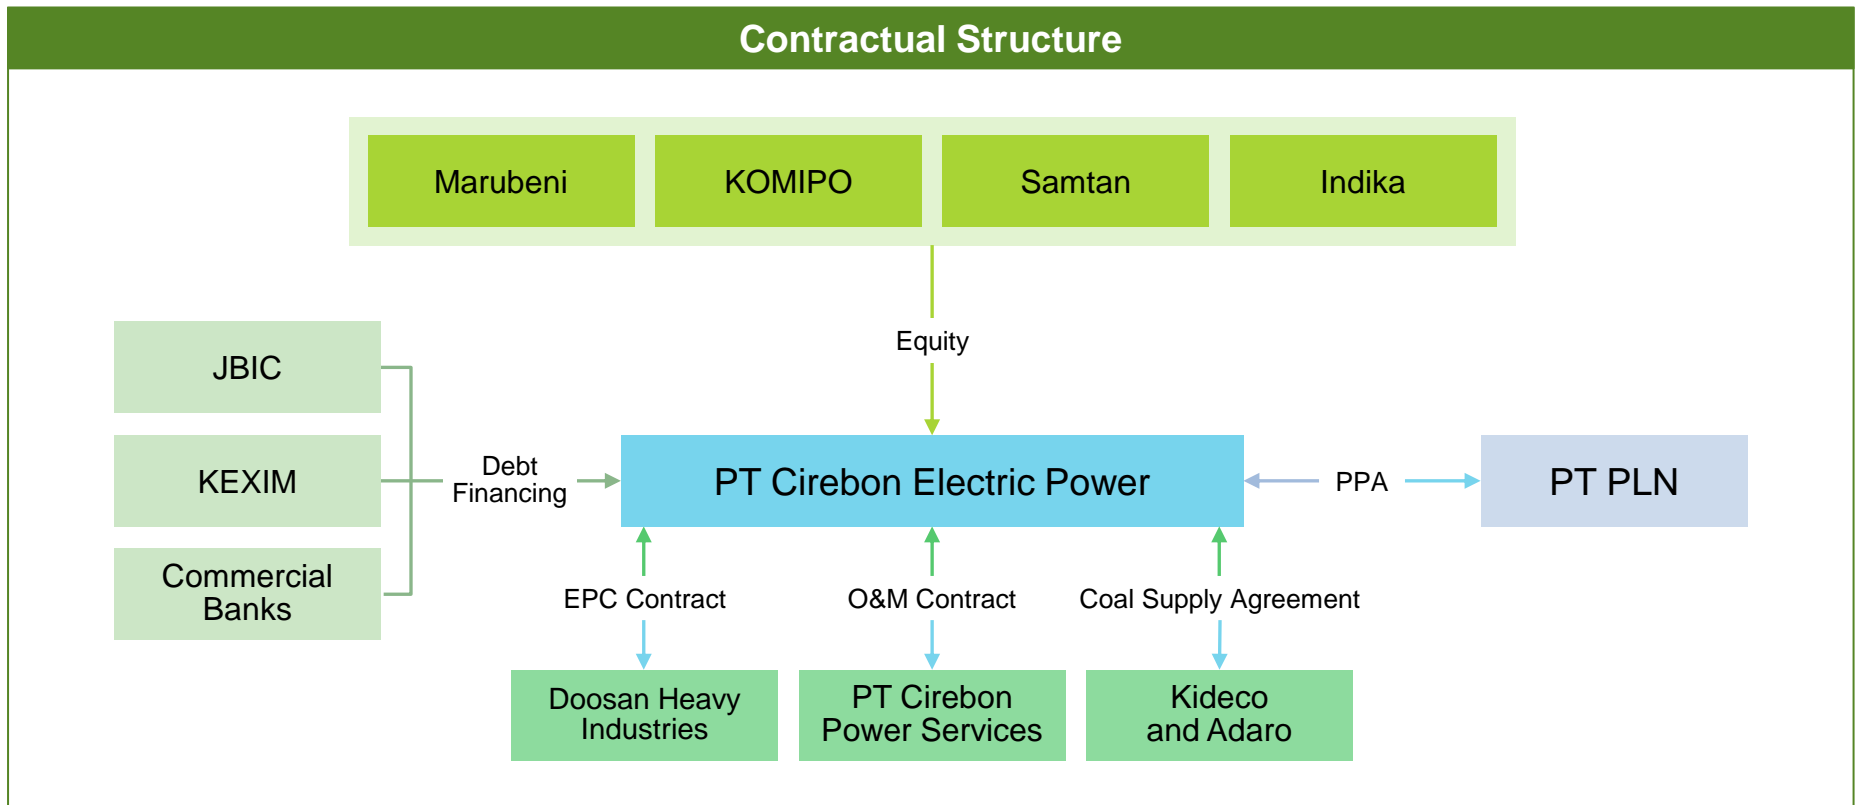 Contractual Structure
Marubeni
KOMIPO
Samtan
Indika
Equity
JBIC
KEXIM
Commercial
Banks
Debt
Financing
PT Cirebon Electric Power
PPA
PT PLN
EPC Contract
O&M Contract
Coal Supply Agreement
Doosan Heavy
Industries
PT Cirebon
Power Services
Kideco
and Adaro